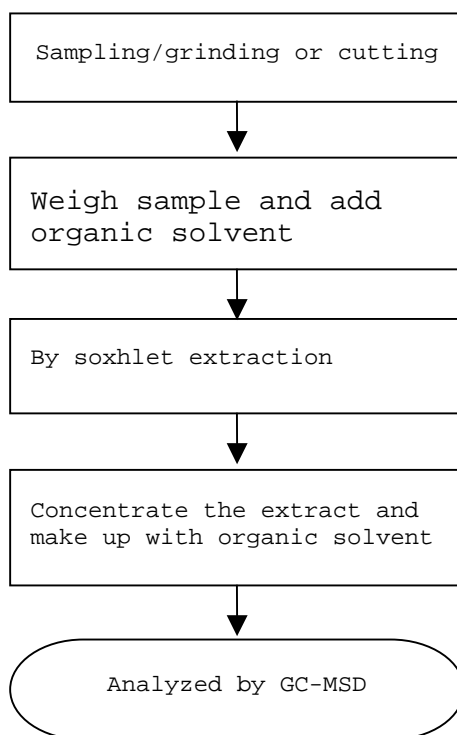 Sampling/grinding or cutting
Weigh sample and add
organic solvent
By soxhlet extraction
Concentrate the extract and
make up with organic solvent
Analyzed by GC-MSD